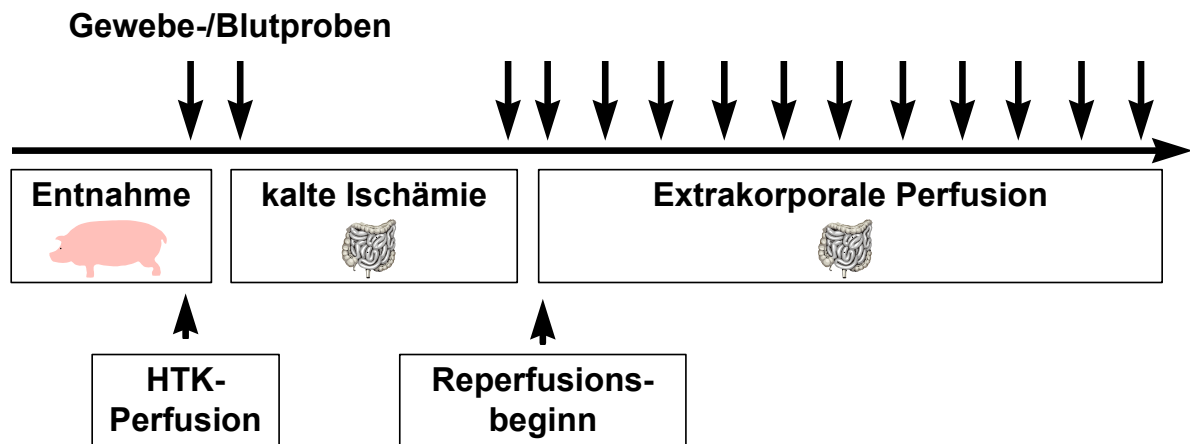 Gewebe-/Blutproben
Entnahme
kalte Ischämie
Extrakorporale Perfusion
HTK-
Perfusion
Reperfusions-
beginn